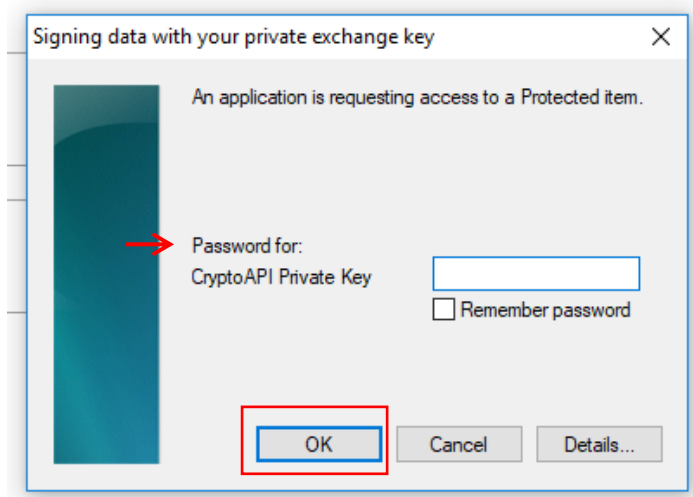 Signing data with your private exchange key
An application is requesting access to a Protected item.
Password for:
CryptoAPI Private Key
Remember password
OK
Cancel
Details...